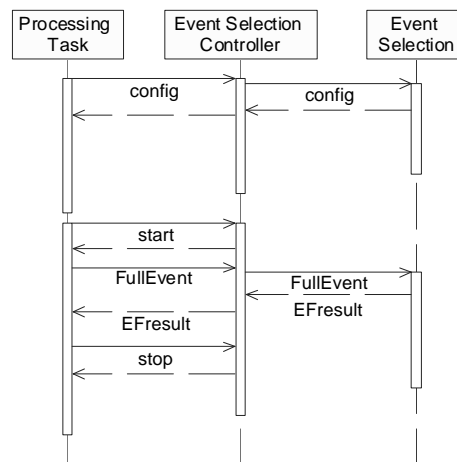 Processing
Task
Event Selection
Controller
Event
Selection
config
config
start
FullEvent
FullEvent
EFresult
EFresult
stop